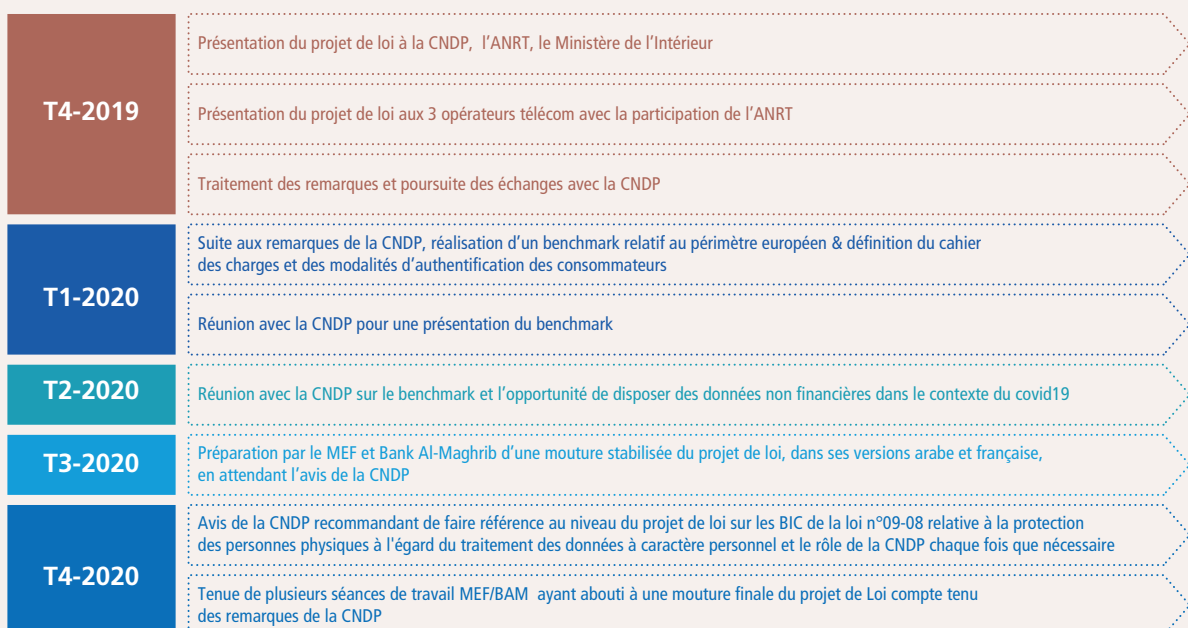 T4-2019
Présentation du projet de loi à la CNDP, l'ANRT, le Ministère de l'Intérieur
Présentation du projet de loi aux 3 opérateurs télécom avec la participation de l'ANRT
Traitement des remarques et poursuite des échanges avec la CNDP
T1-2020
Suite aux remarques de la CNDP, réalisation d'un benchmark relatif au périmètre européen & définition du cahier
des charges et des modalités d'authentification des consommateurs
Réunion avec la CNDP pour une présentation du benchmark
T2-2020
Réunion avec la CNDP sur le benchmark et l'opportunité de disposer des données non financières dans le contexte du covid19
T3-2020
Préparation par le MEF et Bank Al-Maghrib d'une mouture stabilisée du projet de loi, dans ses versions arabe et française,
en attendant l'avis de la CNDP
T4-2020
Avis de la CNDP recommandant de faire référence au niveau du projet de loi sur les BIC de la loi n°09-08 relative à la protection
des personnes physiques à l'égard du traitement des données à caractère personnel et le rôle de la CNDP chaque fois que nécessaire
Tenue de plusieurs séances de travail MEF/BAM ayant abouti à une mouture finale du projet de Loi compte tenu
des remarques de la CNDP